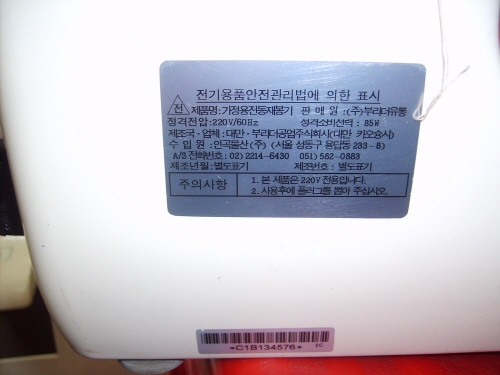 전기용품안전관리법에 의한 표시
전 제품명:가정용전동재봉기 판 매 원:(주)부라더유통
정격전압:220V/60Hz 정격소비전력: 85W
제조국·업체:대만·부라더공업주식회사(대만 카오슝시)
수 입 원:인곡물산(주) (서울 성동구 용답동 233-8)
A/S 전화번호:02) 2214-6430 051) 562-0883
제조년월:별도표기 제조번호:별도표기
주의사항
1. 본 제품은 220V 전용입니다.
2. 사용후에 플러그를 뽑아 주십시오.
*C1B134576*